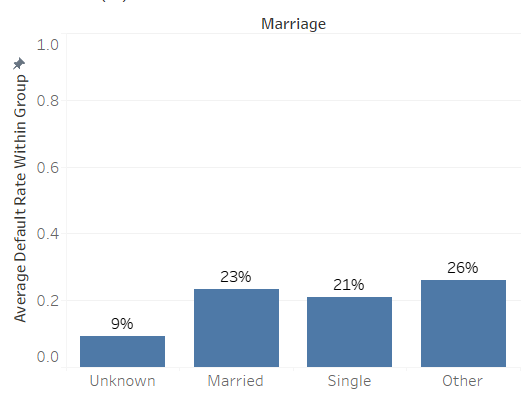 Marriage
Average Default Rate Within Group
1.0
0.8
0.6
0.4
0.2
0.0
9%
23%
21%
26%
Unknown
Married
Single
Other